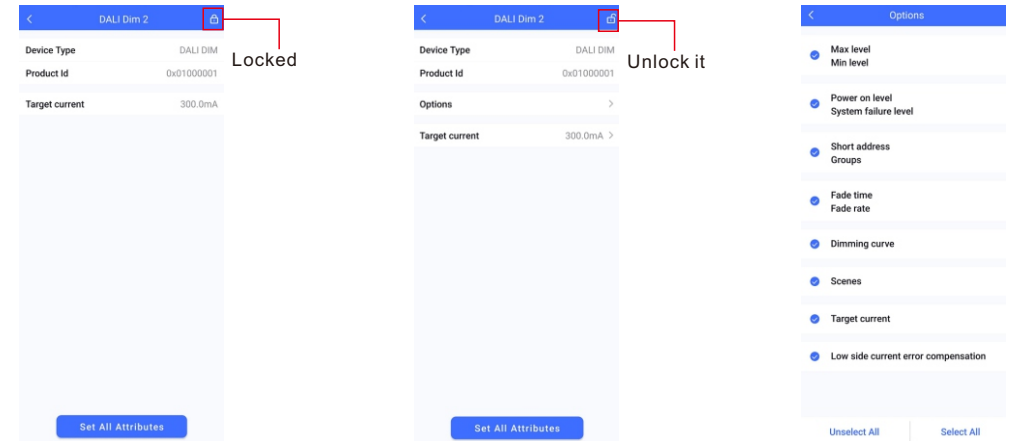 DALI Dim 2
Device Type DALI DIM
Product Id 0x01000001
Target current 300.0mA
Set All Attributes
Locked
DALI Dim 2
Device Type DALI DIM
Product Id 0x01000001
Options
Target current 300.0mA
Set All Attributes
Unlock it
Options
Max level
Min level
Power on level
System failure level
Short address
Groups
Fade time
Fade rate
Dimming curve
Scenes
Target current
Low side current error compensation
Unselect All Select All